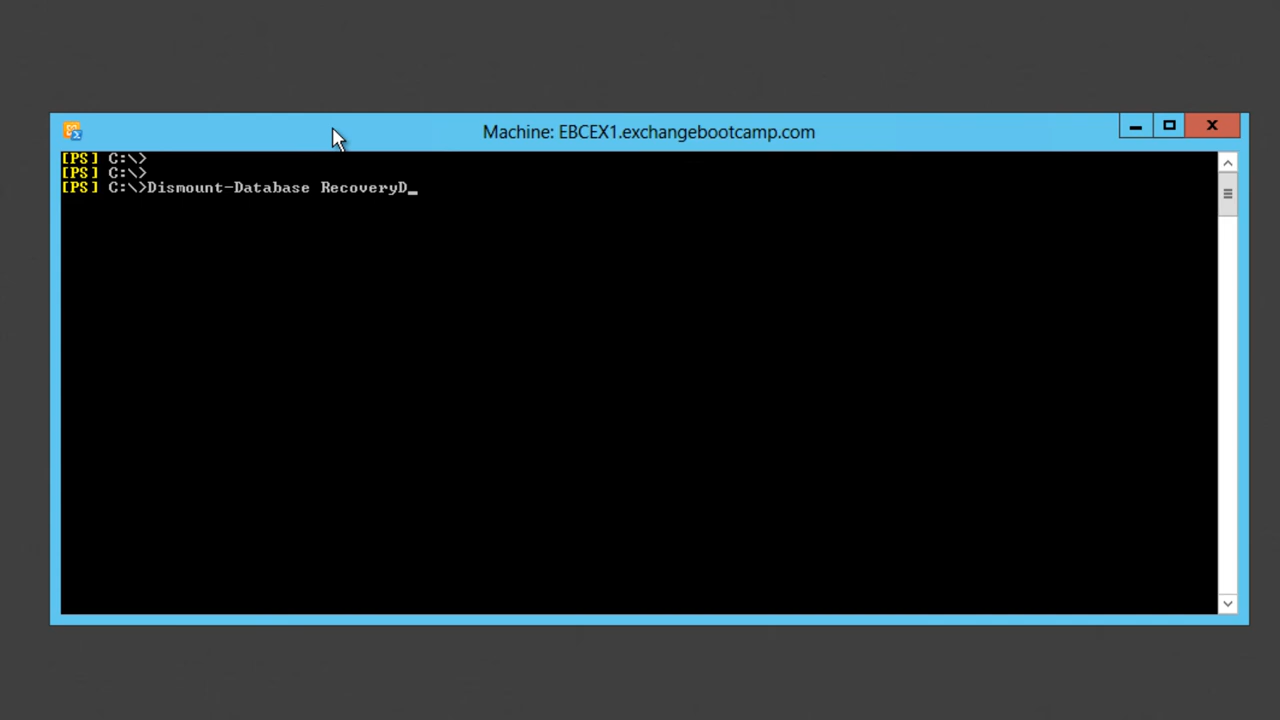 Machine: EBCEX1.exchangebootcamp.com
[PS] C:\>
[PS] C:\>
[PS] C:\>Dismount-Database RecoveryD_